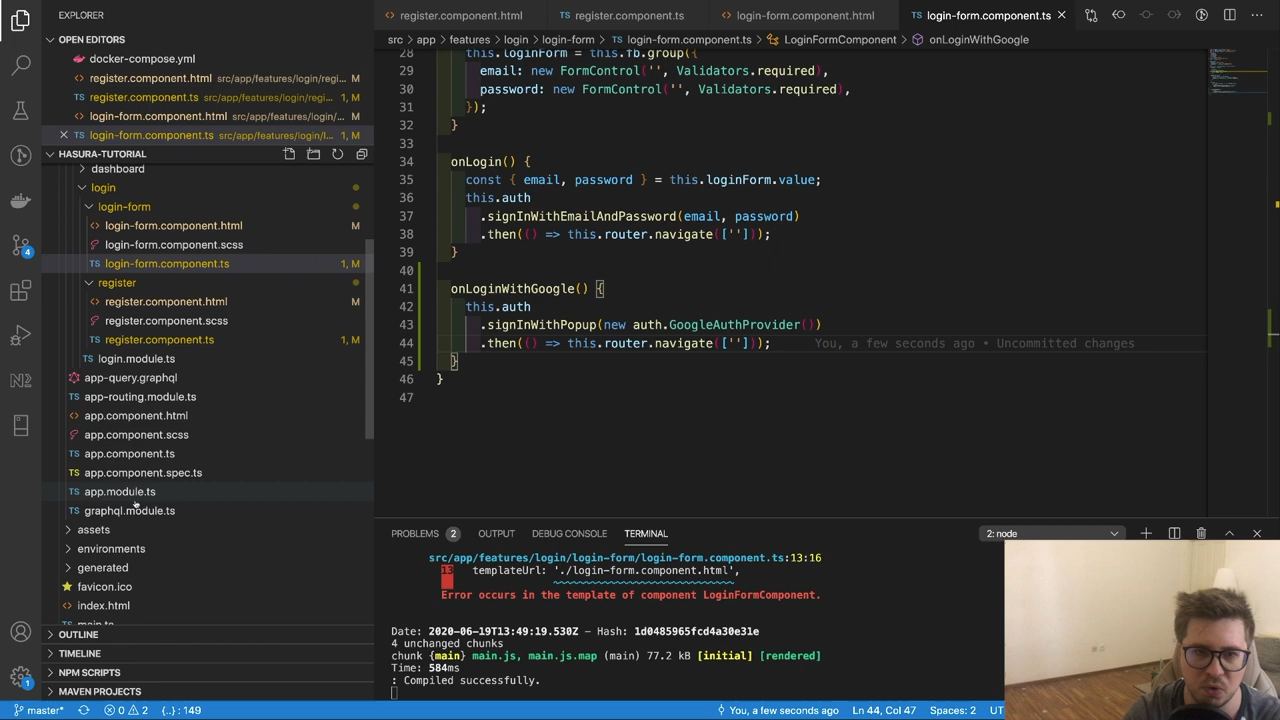 EXPLORER
OPEN EDITORS
docker-compose.yml
register.component.html src/app/features/login/regi...
register.component.ts src/app/features/login/regi... 1, M
login-form.component.html src/app/features/login/...
login-form.component.ts src/app/features/login/l... 1, M
HASURA-TUTORIAL
dashboard
login
login-form
login-form.component.html M
login-form.component.scss
login-form.component.ts 1, M
register
register.component.html M
register.component.scss
register.component.ts 1, M
login.module.ts
app-query.graphql
app-routing.module.ts
app.component.html
app.component.scss
app.component.ts
app.component.spec.ts
app.module.ts
graphql.module.ts
assets
environments
generated
favicon.ico
index.html
main.ts
OUTLINE
TIMELINE
NPM SCRIPTS
MAVEN PROJECTS
register.component.html
register.component.ts
login-form.component.html
login-form.component.ts
src > app > features > login > login-form > login-form.component.ts > LoginFormComponent > onLoginWithGoogle
28 this.loginForm = this.fb.group({
29 email: new FormControl('', Validators.required),
30 password: new FormControl('', Validators.required),
31 });
32 }
33
34 onLogin() {
35 const { email, password } = this.loginForm.value;
36 this.auth
37 .signInWithEmailAndPassword(email, password)
38 .then(() => this.router.navigate(['']));
39 }
40
41 onLoginWithGoogle() {
42 this.auth
43 .signInWithPopup(new auth.GoogleAuthProvider())
44 .then(() => this.router.navigate([''])); You, a few seconds ago • Uncommitted changes
45 }
46 }
47
PROBLEMS 2 OUTPUT DEBUG CONSOLE TERMINAL 2: node
src/app/features/login/login-form/login-form.component.ts:13:16
13 templateUrl: './login-form.component.html',
~~~~~~~~~~~~~~~~~~~~~~~~~~~~~
Error occurs in the template of component LoginFormComponent.
Date: 2020-06-19T13:49:19.530Z - Hash: 1d0485965fcd4a30e31e
4 unchanged chunks
chunk {main} main.js, main.js.map (main) 77.2 kB [initial] [rendered]
Time: 584ms
: Compiled successfully.
4
N2
1
master* 0 2 {..} : 149 You, a few seconds ago Ln 44, Col 47 Spaces: 2 UT